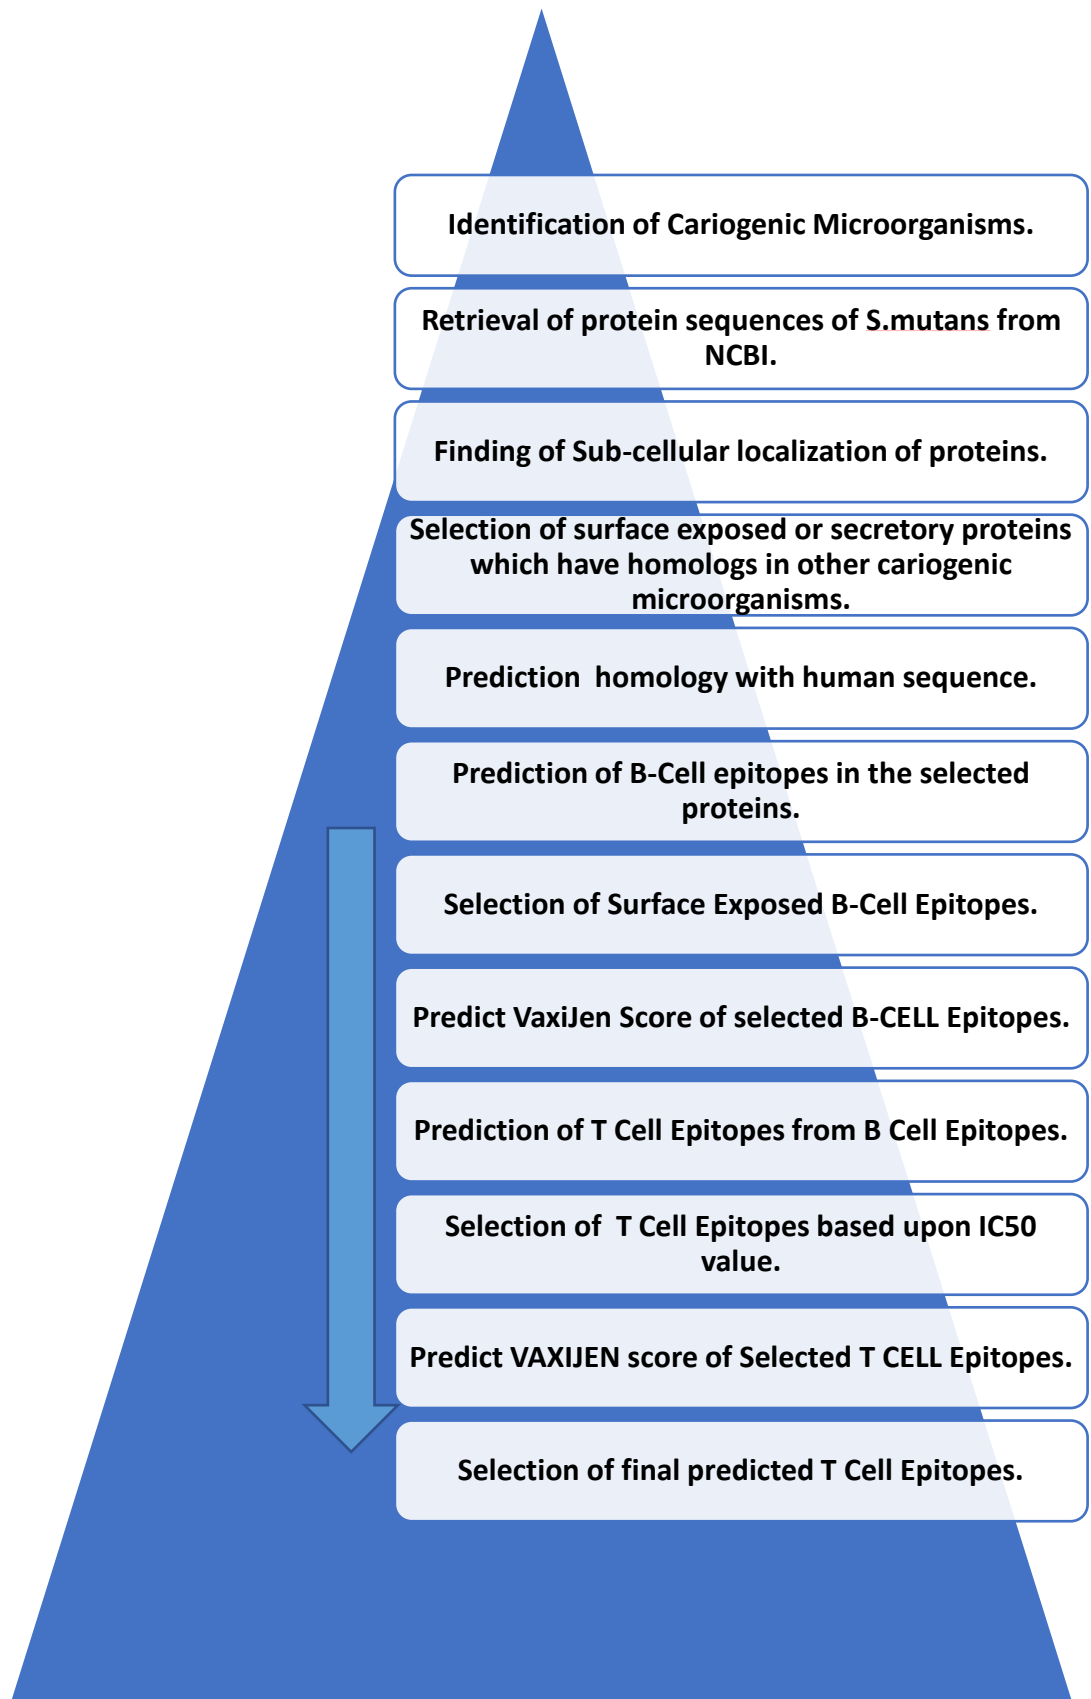 Identification of Cariogenic Microorganisms.
Retrieval of protein sequences of S.mutans from
NCBI.
Finding of Sub-cellular localization of proteins.
Selection of surface exposed or secretory proteins
which have homologs in other cariogenic
microorganisms.
Prediction  homology with human sequence.
Prediction of B-Cell epitopes in the selected
proteins.
Selection of Surface Exposed B-Cell Epitopes.
Predict VaxiJen Score of selected B-CELL Epitopes.
Prediction of T Cell Epitopes from B Cell Epitopes.
Selection of  T Cell Epitopes based upon IC50
value.
Predict VAXIJEN score of Selected T CELL Epitopes.
Selection of final predicted T Cell Epitopes.